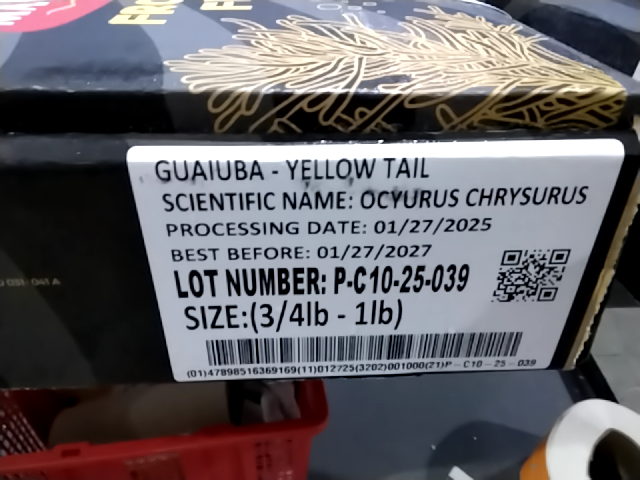 GUAIUBA - YELLOW TAIL
SCIENTIFIC NAME: OCYURUS CHRYSURUS
PROCESSING DATE: 01/27/2025
BEST BEFORE: 01/27/2027
LOT NUMBER: P-C10-25-039
SIZE:(3/4lb - 1lb)
(01)47898516369169(11)012725(3202)001000(21)P-C10-25-039